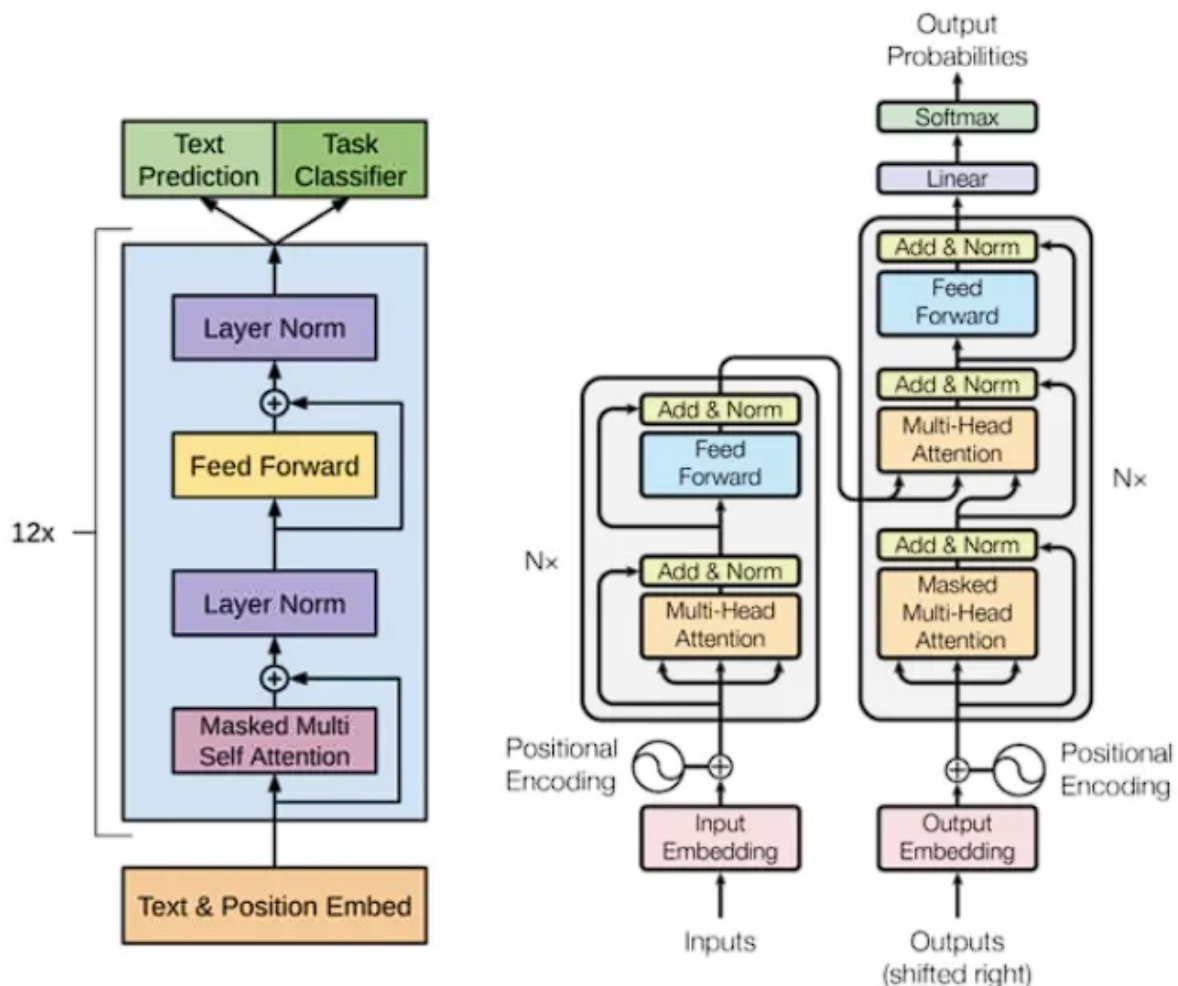 Text
Prediction
Task
Classifier
Layer Norm
Feed Forward
12x
Layer Norm
Masked Multi
Self Attention
Text & Position Embed
Output
Probabilities
Softmax
Linear
Add & Norm
Feed
Forward
Add & Norm
Multi-Head
Attention
N×
Add & Norm
Masked
Multi-Head
Attention
Add & Norm
Feed
Forward
N×
Add & Norm
Multi-Head
Attention
Positional
Encoding
Positional
Encoding
Input
Embedding
Output
Embedding
Inputs
Outputs
(shifted right)